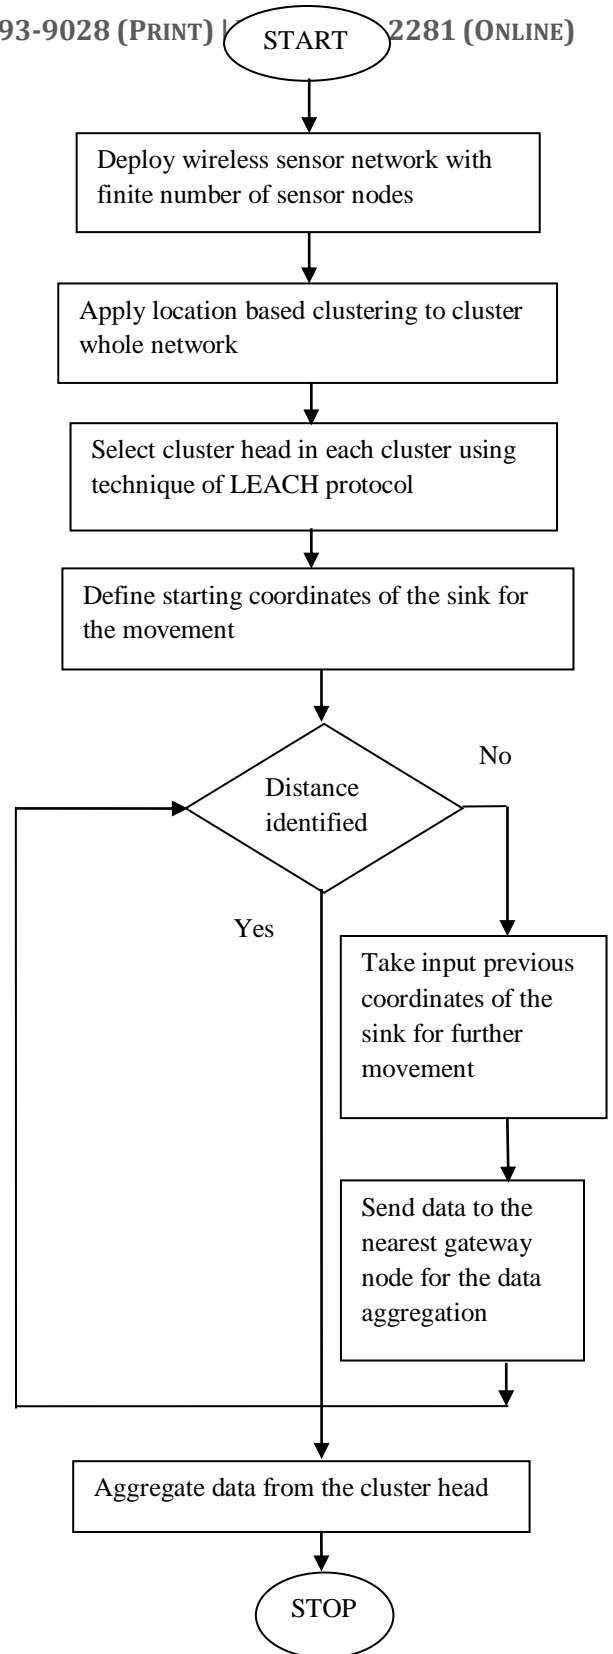 93-9028 (PRINT) | 2281 (ONLINE)
START
Deploy wireless sensor network with
finite number of sensor nodes
Apply location based clustering to cluster
whole network
Select cluster head in each cluster using
technique of LEACH protocol
Define starting coordinates of the sink for
the movement
Distance
identified
No
Yes
Take input previous
coordinates of the
sink for further
movement
Send data to the
nearest gateway
node for the data
aggregation
Aggregate data from the cluster head
STOP